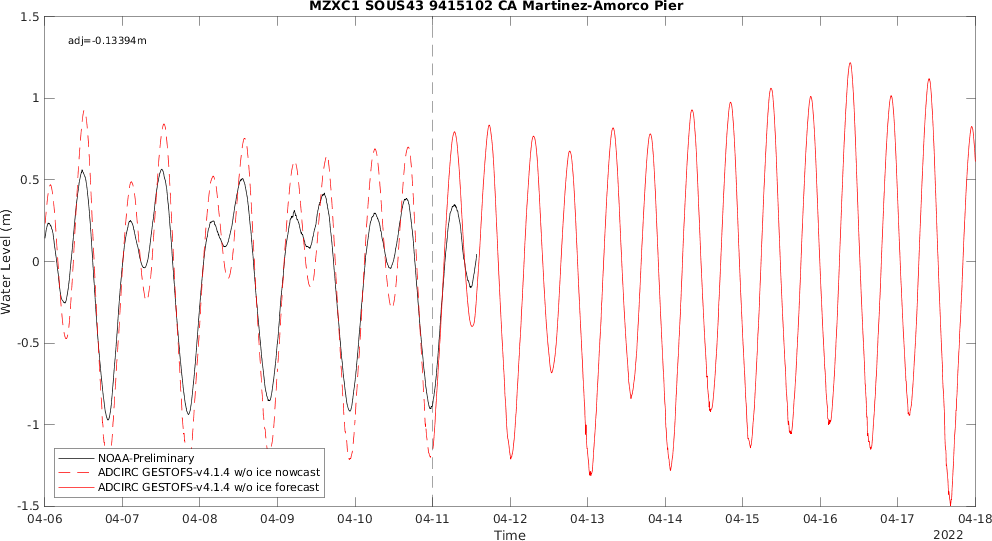 MZXC1 SOUS43 9415102 CA Martinez-Amorco Pier
1.5
adj=-0.13394m
1
0.5
0
-0.5
-1
-1.5
Water Level (m)
NOAA-Preliminary
ADCIRC GESTOFS-v4.1.4 w/o ice nowcast
ADCIRC GESTOFS-v4.1.4 w/o ice forecast
04-06 04-07 04-08 04-09 04-10 04-11 04-12 04-13 04-14 04-15 04-16 04-17 04-18
Time
2022